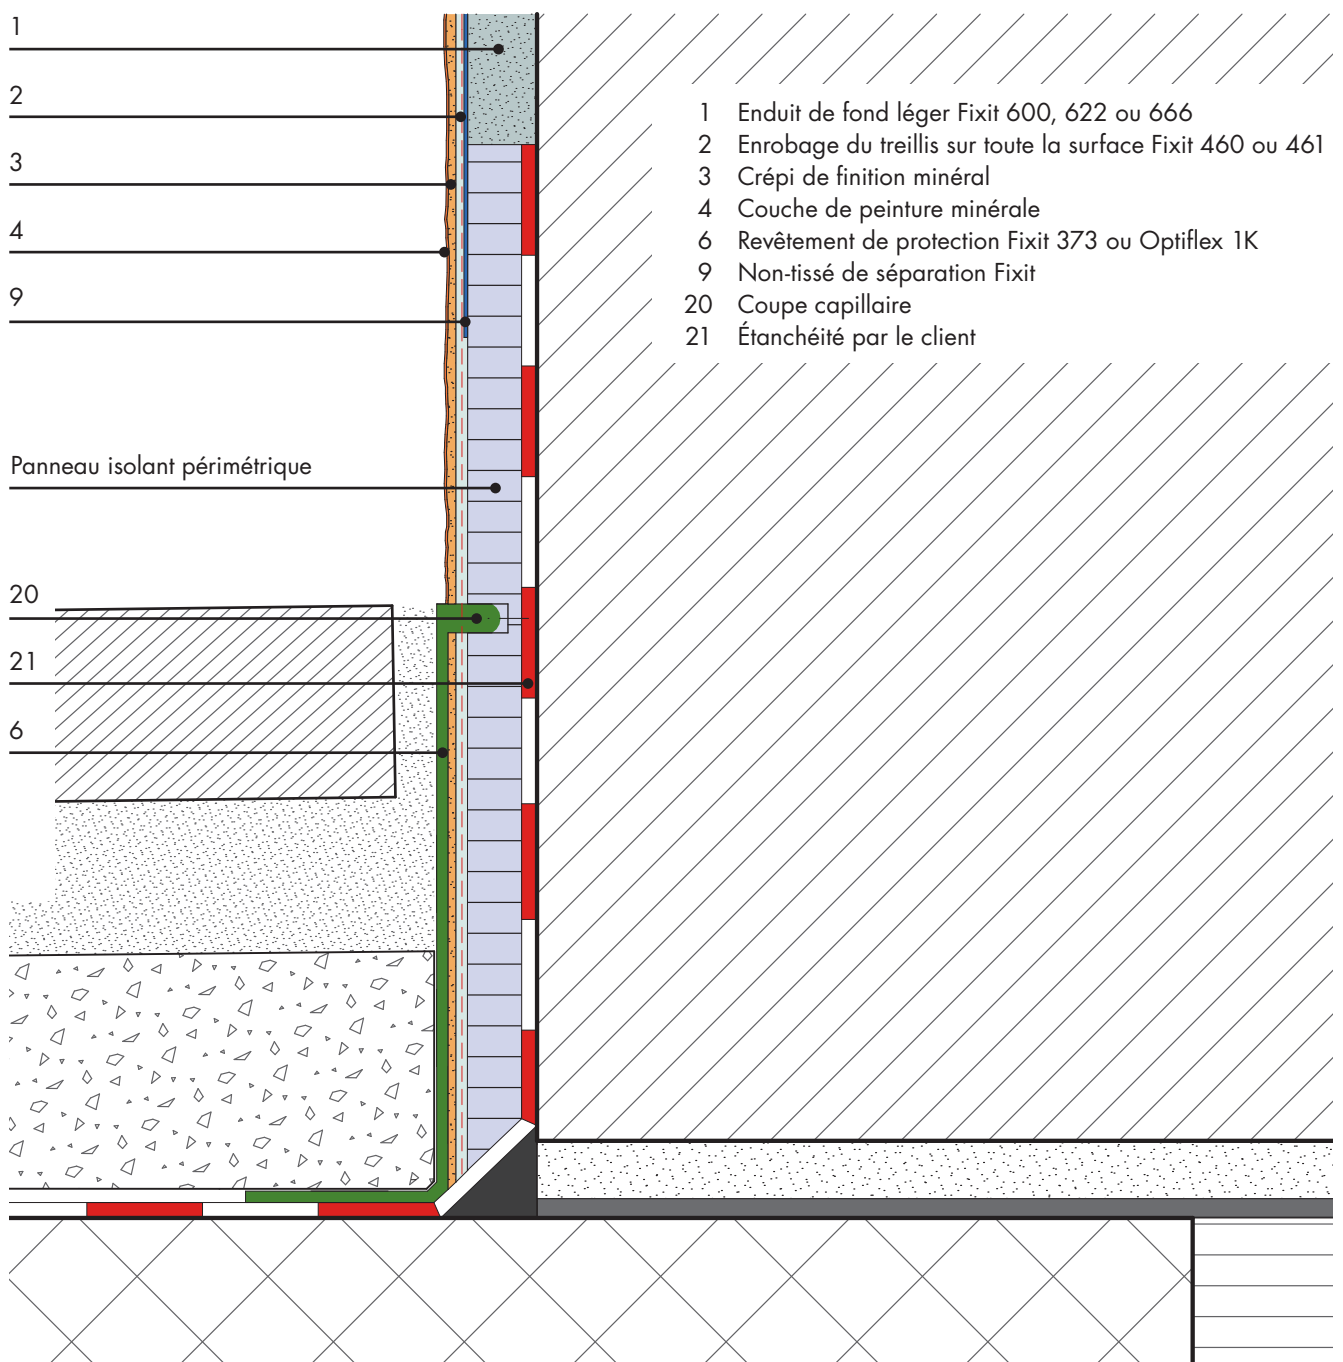 1
2
3
4
9
Panneau isolant périmétrique
20
21
6
1 Enduit de fond léger Fixit 600, 622 ou 666
2 Enrobage du treillis sur toute la surface Fixit 460 ou 461
3 Crépi de finition minéral
4 Couche de peinture minérale
6 Revêtement de protection Fixit 373 ou Optiflex 1K
9 Non-tissé de séparation Fixit
20 Coupe capillaire
21 Étanchéité par le client